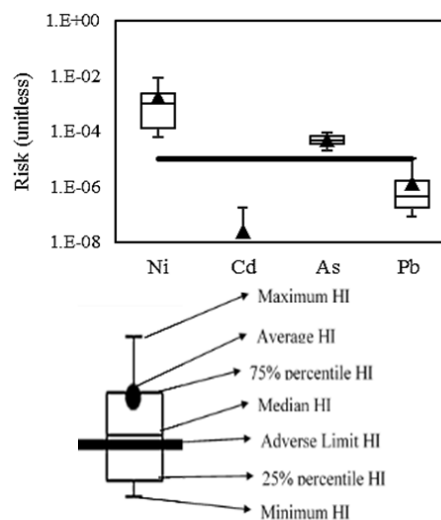 1.E+00
1.E-02
1.E-04
1.E-06
1.E-08
Risk (unitless)
Ni Cd As Pb
Maximum HI
Average HI
75% percentile HI
Median HI
Adverse Limit HI
25% percentile HI
Minimum HI